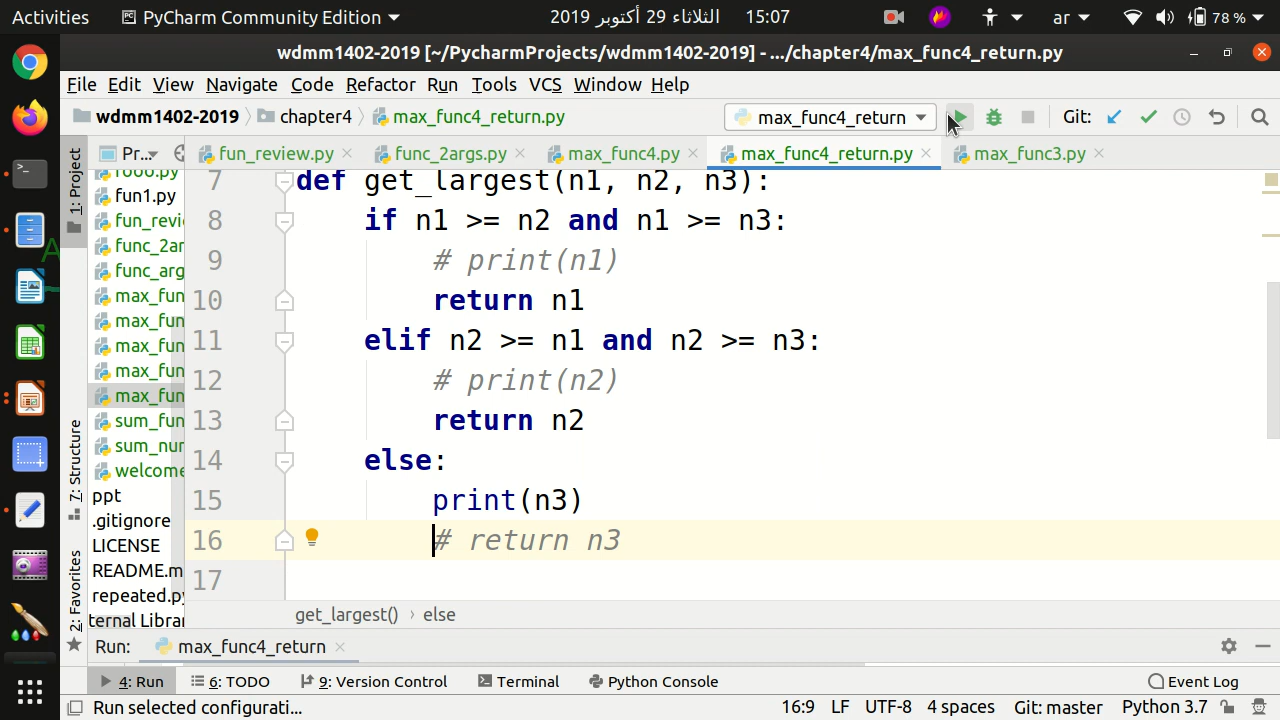 Activities PyCharm Community Edition الثلاثاء 29 أكتوبر 2019 15:07 ar 78 %
wdmm1402-2019 [~/PycharmProjects/wdmm1402-2019] - .../chapter4/max_func4_return.py
File Edit View Navigate Code Refactor Run Tools VCS Window Help
wdmm1402-2019 chapter4 max_func4_return.py max_func4_return Git:
1: Project Pr... fun_review.py func_2args.py max_func4.py max_func4_return.py max_func3.py
fun1.py
fun_revi
func_2ar
func_arg
max_fun
max_fun
max_fun
max_fun
max_fun
sum_fun
sum_nur
welcome
ppt
.gitignore
LICENSE
README.m
repeated.py
ternal Librar
7: Structure
2: Favorites
7 def get_largest(n1, n2, n3):
8 if n1 >= n2 and n1 >= n3:
9 # print(n1)
10 return n1
11 elif n2 >= n1 and n2 >= n3:
12 # print(n2)
13 return n2
14 else:
15 print(n3)
16 # return n3
17
get_largest() › else
Run: max_func4_return
4: Run 6: TODO 9: Version Control Terminal Python Console Event Log
Run selected configurati... 16:9 LF UTF-8 4 spaces Git: master Python 3.7